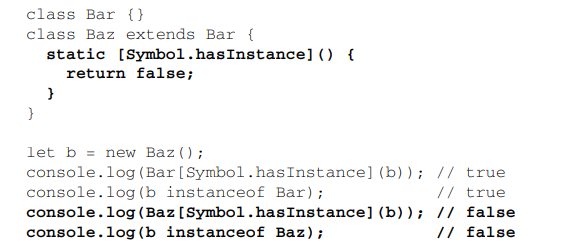 class Bar {}
class Baz extends Bar {
  static [Symbol.hasInstance]() {
    return false;
  }
}

let b = new Baz();
console.log(Bar[Symbol.hasInstance](b)); // true
console.log(b instanceof Bar);           // true
console.log(Baz[Symbol.hasInstance](b)); // false
console.log(b instanceof Baz);           // false